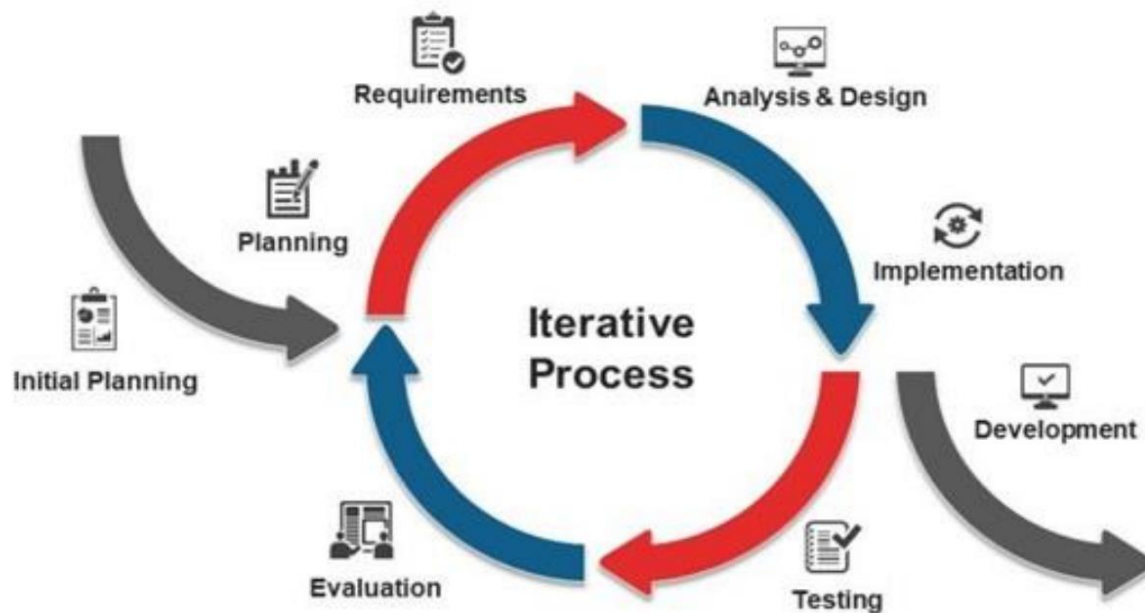 Requirements
Analysis & Design
Planning
Implementation
Iterative
Process
Initial Planning
Development
Evaluation
Testing